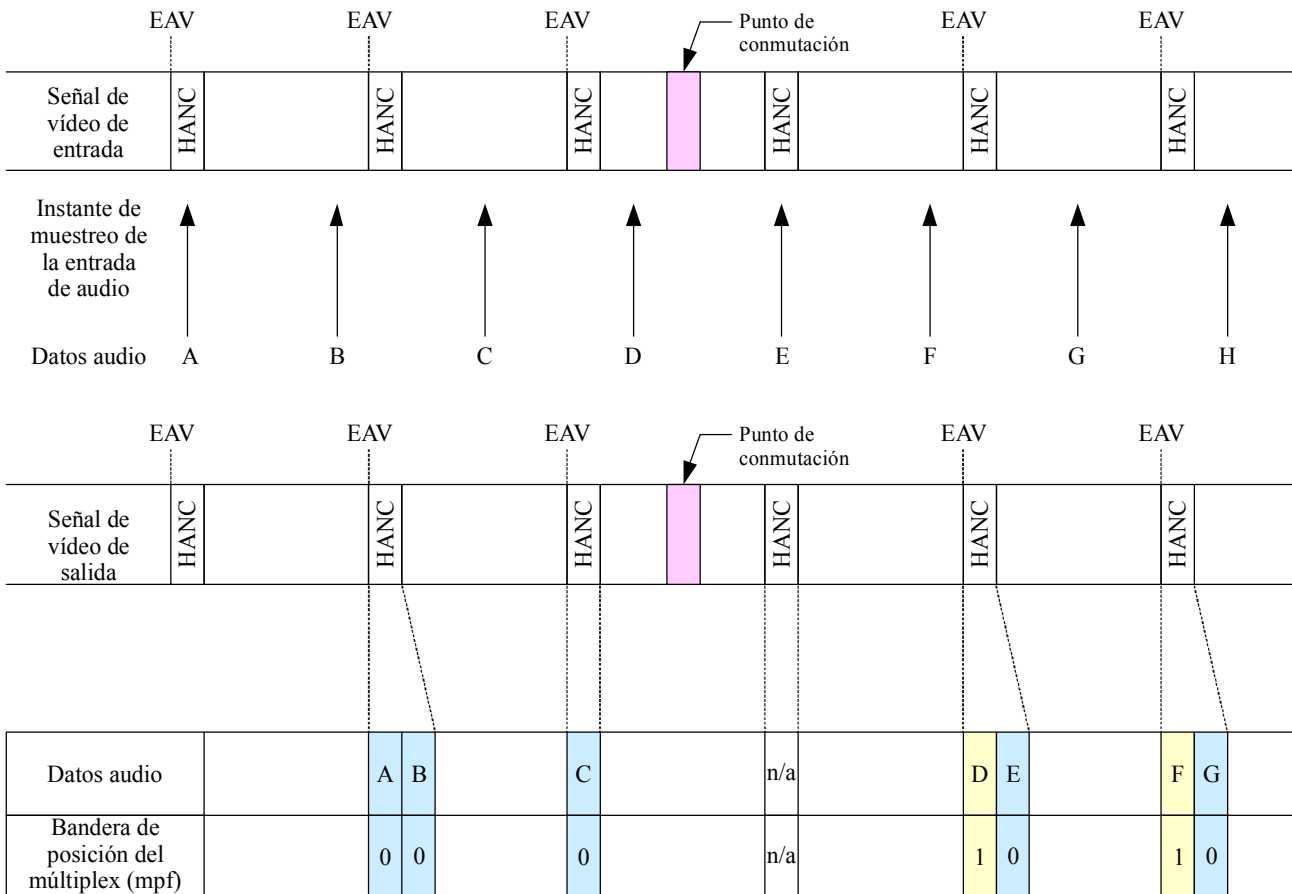 EAV EAV EAV Punto de conmutación EAV EAV
Señal de vídeo de entrada
HANC HANC HANC HANC HANC HANC
Instante de muestreo de la entrada de audio
Datos audio A B C D E F G H
EAV EAV EAV Punto de conmutación EAV EAV
Señal de vídeo de salida
HANC HANC HANC HANC HANC HANC
Datos audio A B C n/a D E F G
Bandera de posición del múltiplex (mpf) 0 0 0 n/a 1 0 1 0